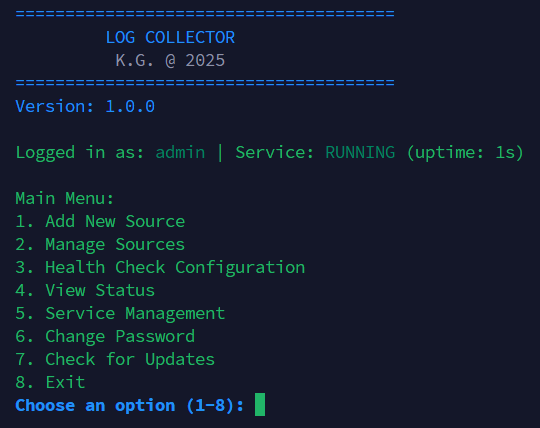 ======================================
LOG COLLECTOR
K.G. @ 2025
======================================
Version: 1.0.0
Logged in as: admin | Service: RUNNING (uptime: 1s)
Main Menu:
1. Add New Source
2. Manage Sources
3. Health Check Configuration
4. View Status
5. Service Management
6. Change Password
7. Check for Updates
8. Exit
Choose an option (1-8):